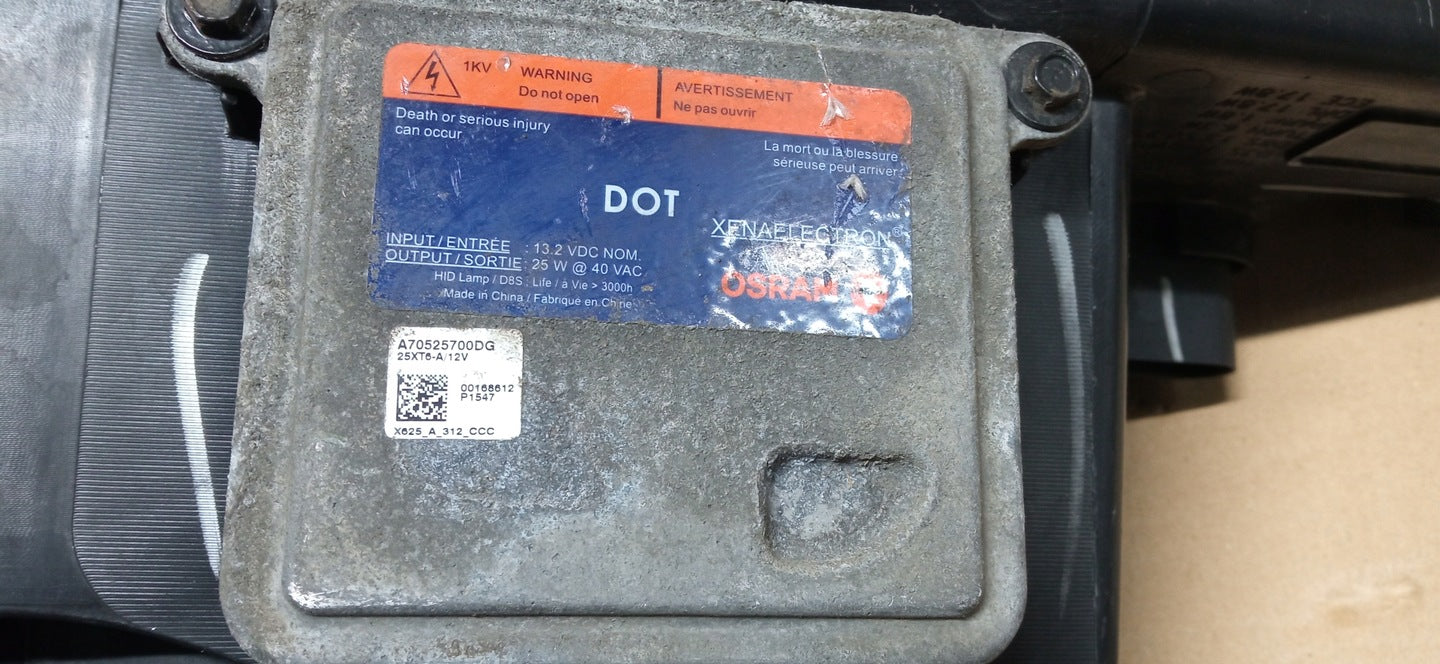 1KV
WARNING
Do not open
AVERTISSEMENT
Ne pas ouvrir
Death or serious injury
can occur
La mort ou la blessure
sérieuse peut arriver
DOT
INPUT/ENTRÉE : 13.2 VDC NOM.
OUTPUT/SORTIE : 25 W @ 40 VAC
HID Lamp / D8S : Life / à Vie > 3000h
Made in China / Fabriqué en Chine
XENAELECTRON®
OSRAM
A70525700DG
25XT6-A/12V
00168612
P1547
X625_A_312_CCC